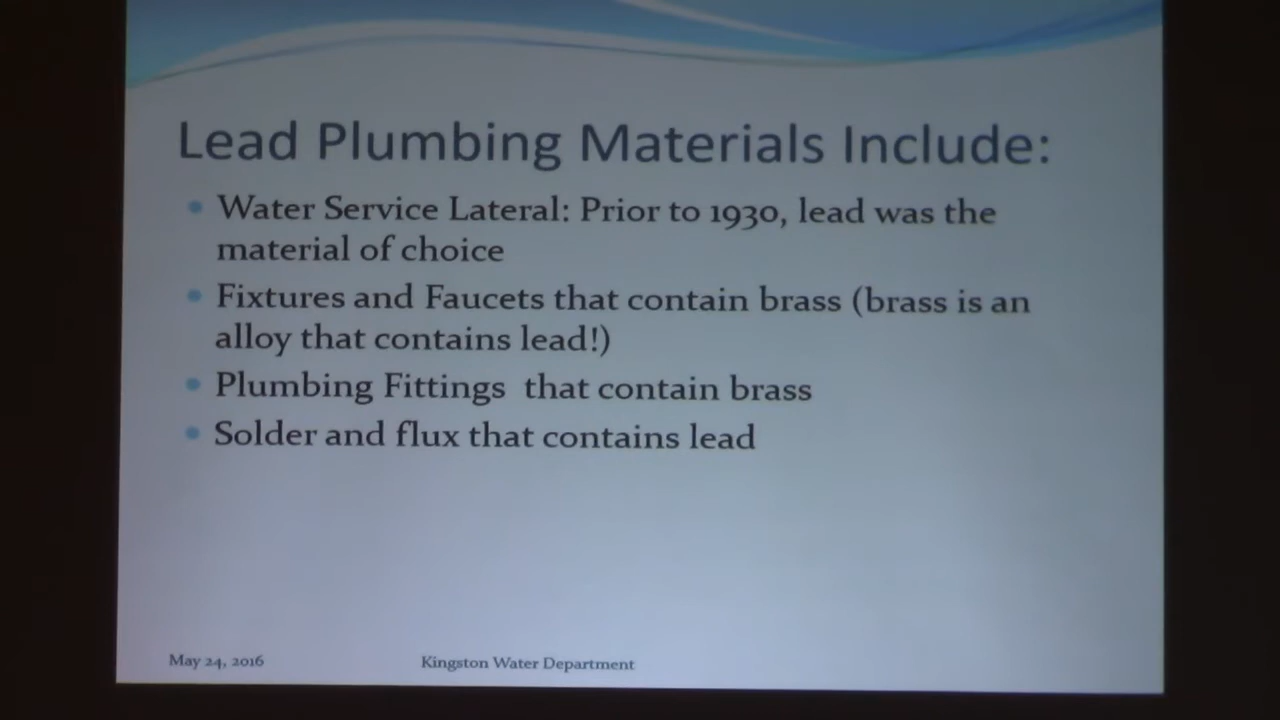 Lead Plumbing Materials Include:
• Water Service Lateral: Prior to 1930, lead was the
material of choice
• Fixtures and Faucets that contain brass (brass is an
alloy that contains lead!)
• Plumbing Fittings that contain brass
• Solder and flux that contains lead
May 24, 2016
Kingston Water Department